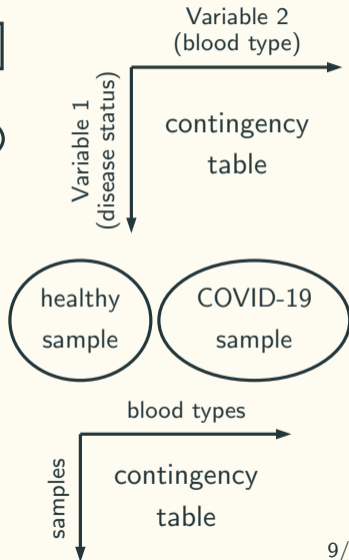 Variable 2
(blood type)
Variable 1
(disease status)
contingency
table
healthy
sample
COVID-19
sample
blood types
samples
contingency
table
9/